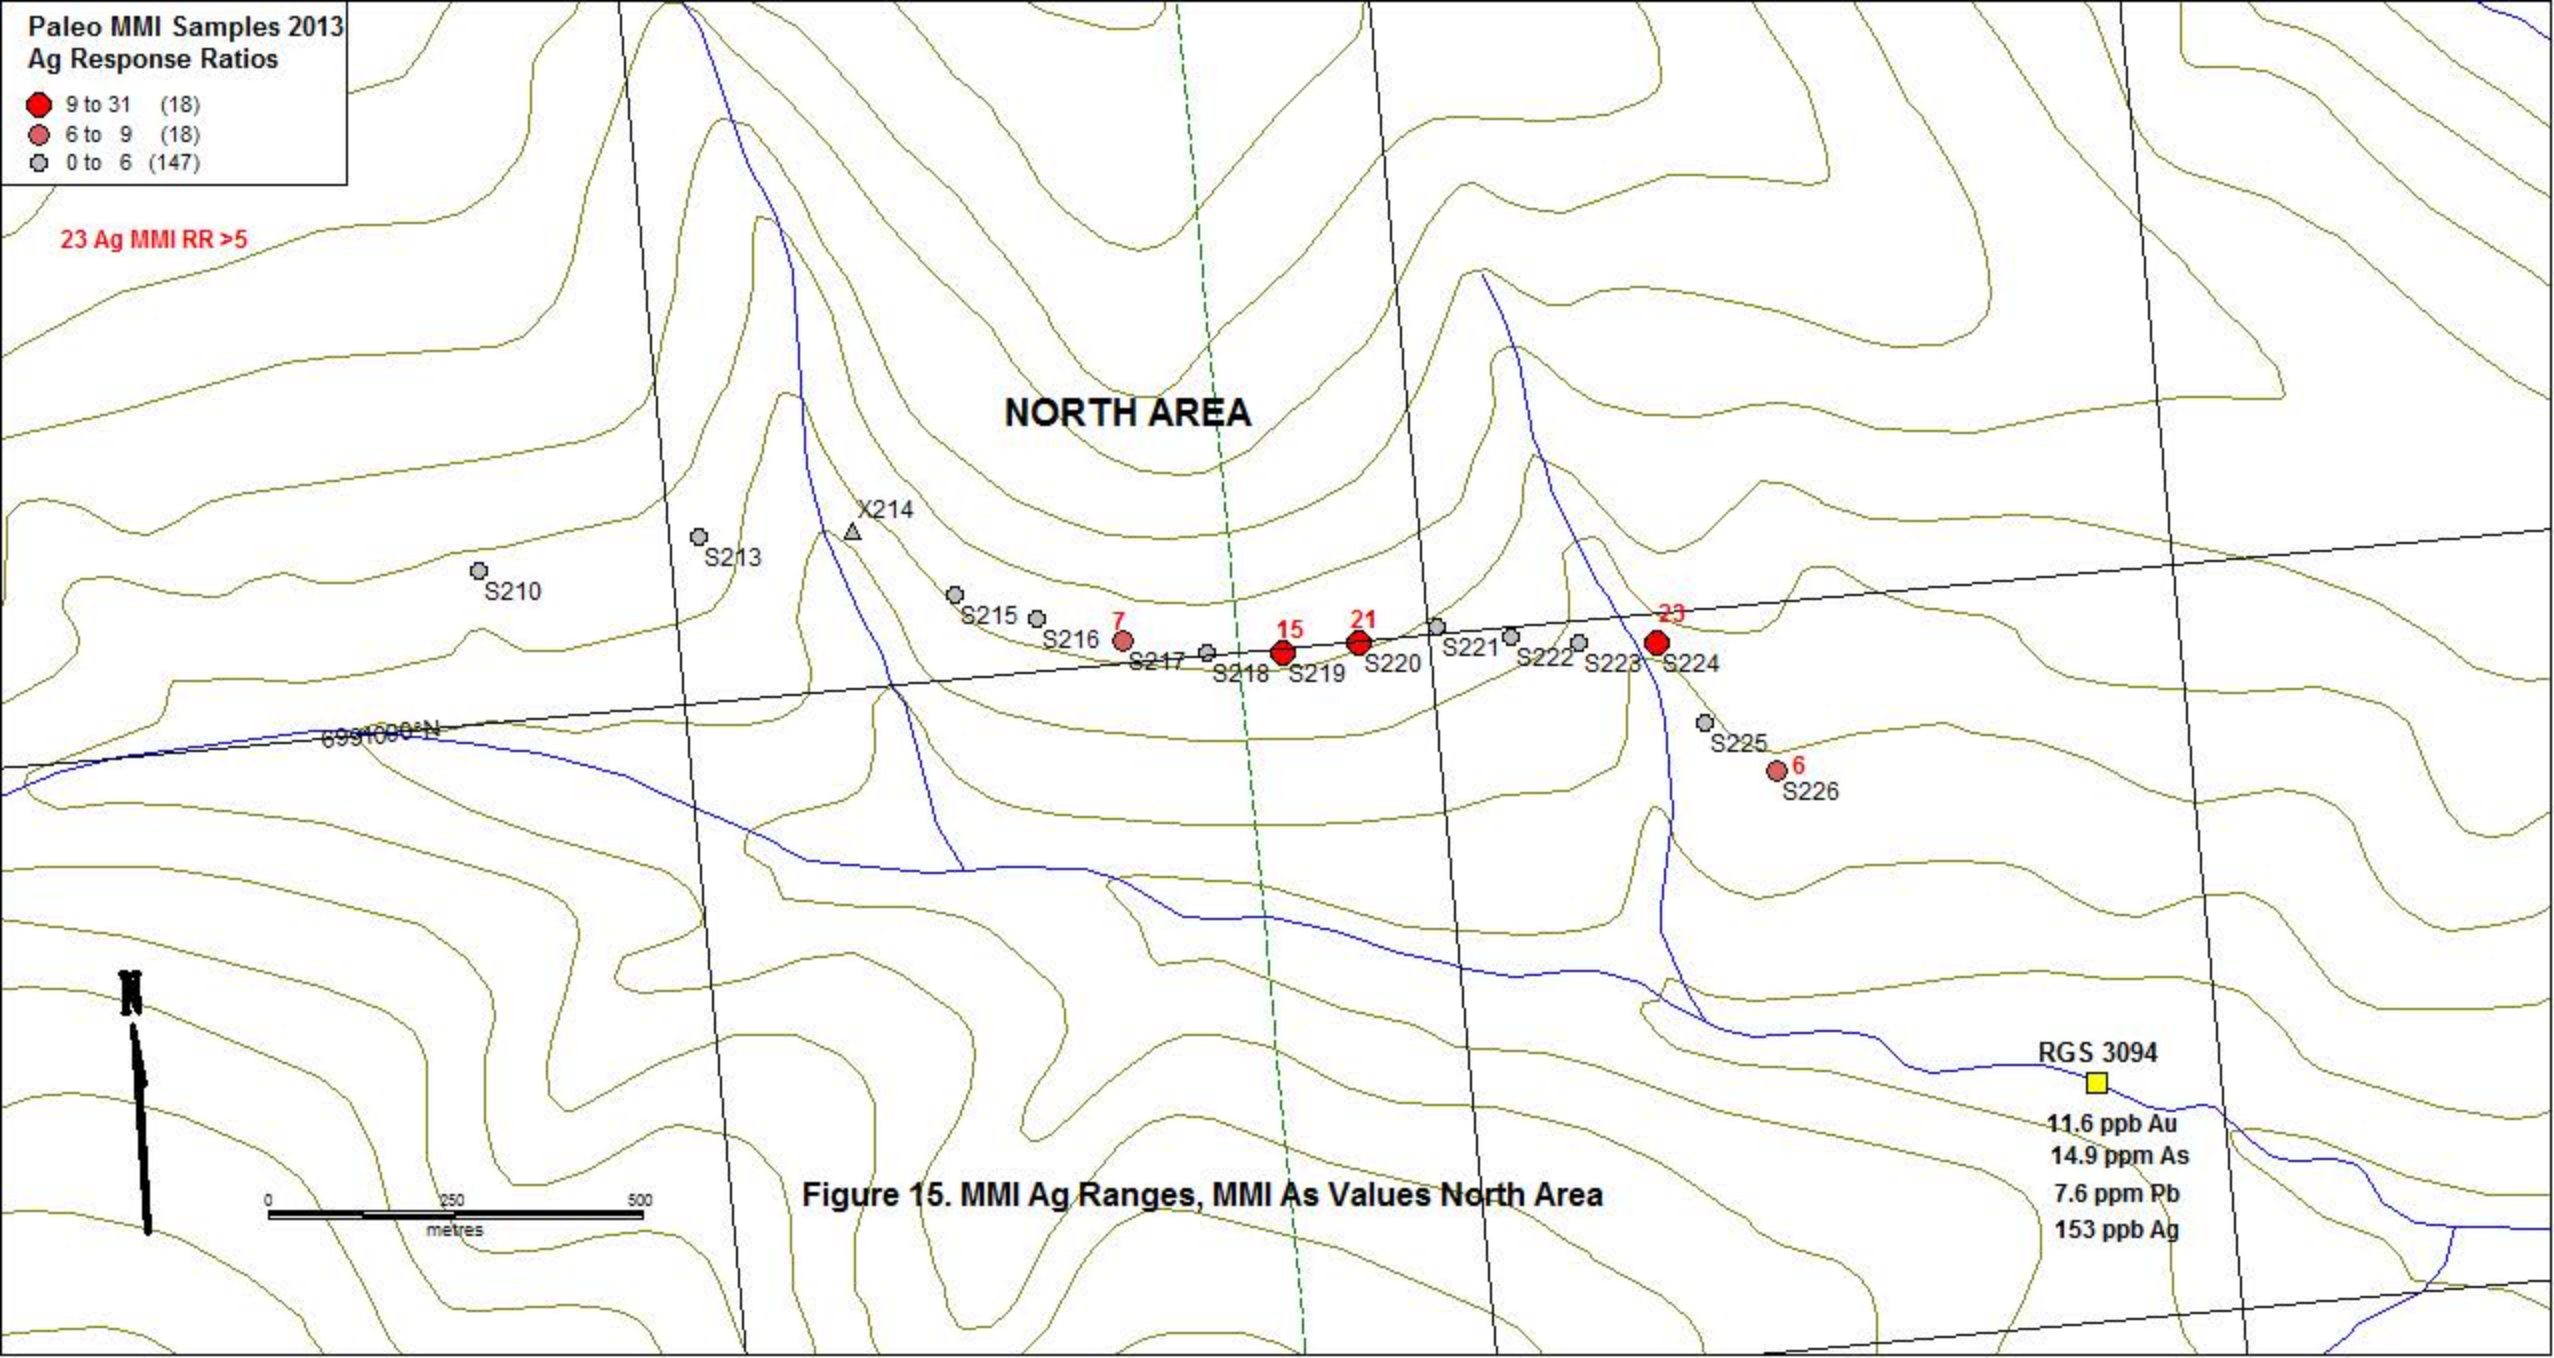 Paleo MMI Samples 2013
Ag Response Ratios
9 to 31 (18)
6 to 9 (18)
0 to 6 (147)
23 Ag MMI RR >5
NORTH AREA
X214
S213
S210
S215
S216
7
S217
S218
15
S219
21
S220
S221
S222
S223
23
S224
S225
6
S226
N
RGS 3094
11.6 ppb Au
14.9 ppm As
7.6 ppm Pb
153 ppb Ag
Figure 15. MMI Ag Ranges, MMI As Values North Area
0 250 500
metres